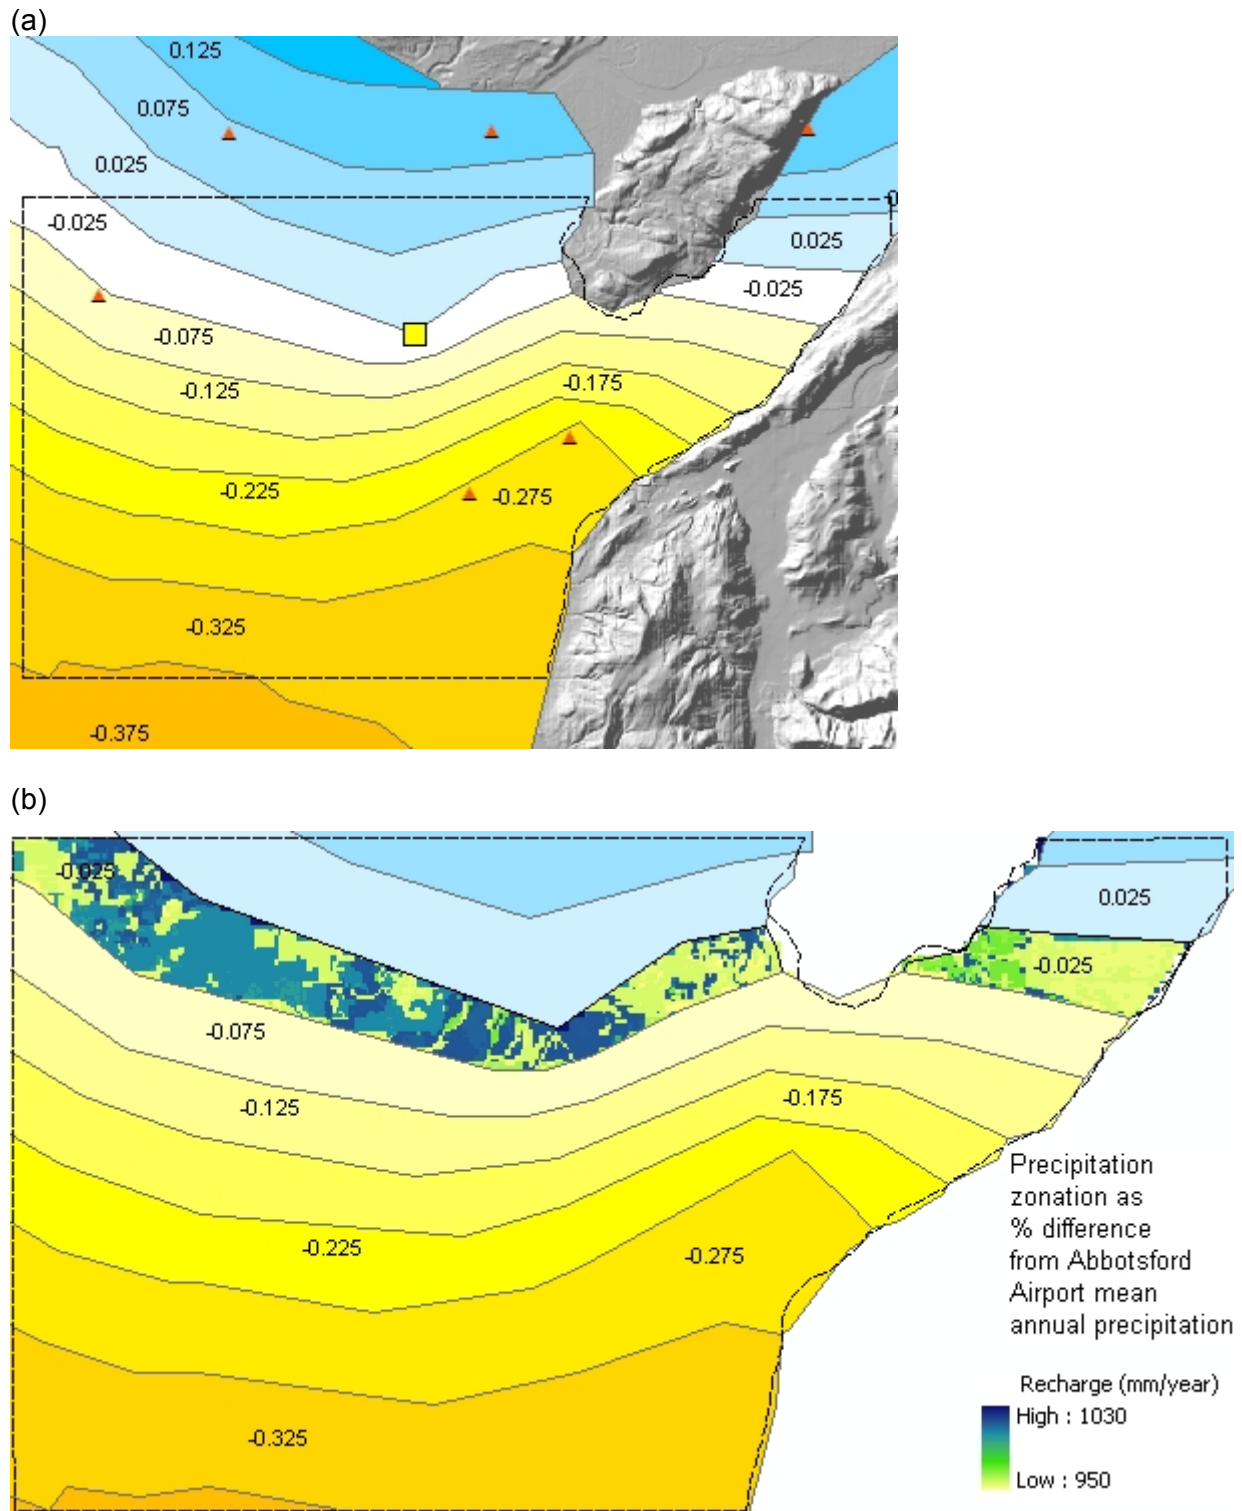 (a)
0.125
0.075
0.025
-0.025
0
0.025
-0.025
-0.075
-0.125
-0.175
-0.225
-0.275
-0.325
-0.375
(b)
-0.025
0.025
-0.025
-0.075
-0.125
-0.175
-0.225
-0.275
-0.325
Precipitation
zonation as
% difference
from Abbotsford
Airport mean
annual precipitation
Recharge (mm/year)
High : 1030
Low : 950